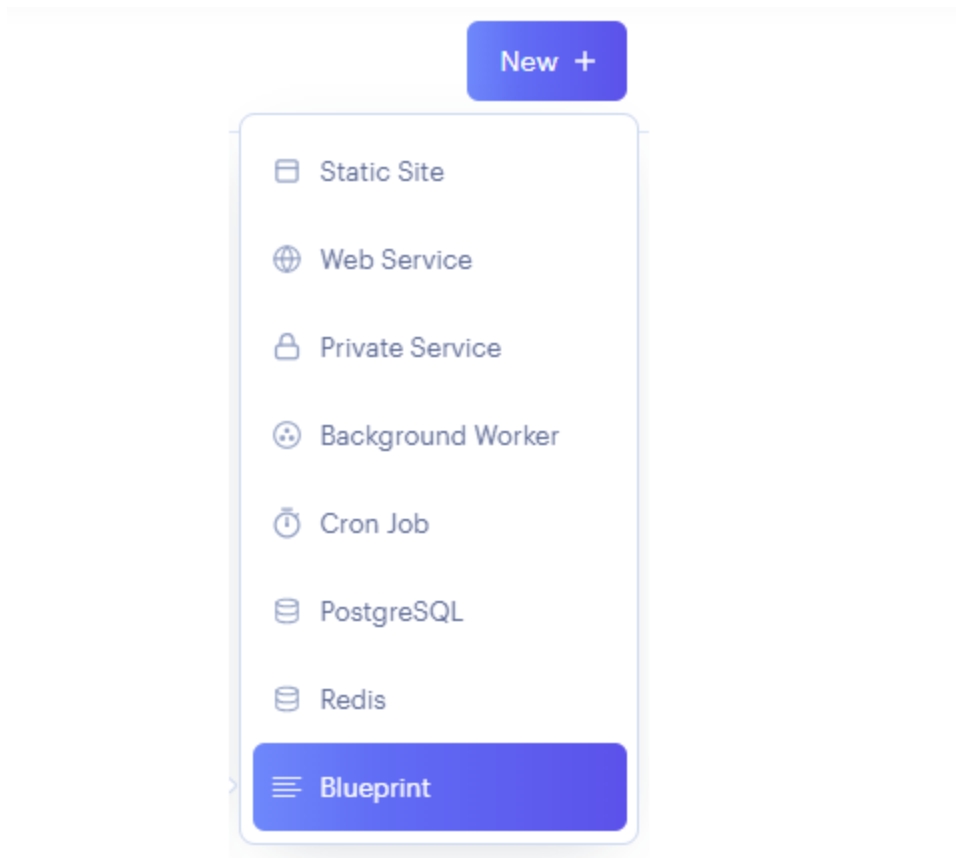 New +
Static Site
Web Service
Private Service
Background Worker
Cron Job
PostgreSQL
Redis
Blueprint